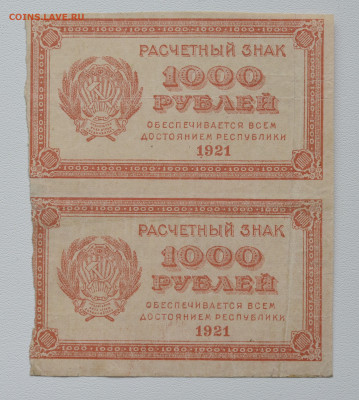 COINS.LAVE.RU
РАСЧЕТНЫЙ ЗНАК
1000
РУБЛЕЙ
ОБЕСПЕЧИВАЕТСЯ ВСЕМ
ДОСТОЯНИЕМ РЕСПУБЛИКИ
1921
РАСЧЕТНЫЙ ЗНАК
1000
РУБЛЕЙ
ОБЕСПЕЧИВАЕТСЯ ВСЕМ
ДОСТОЯНИЕМ РЕСПУБЛИКИ
1921